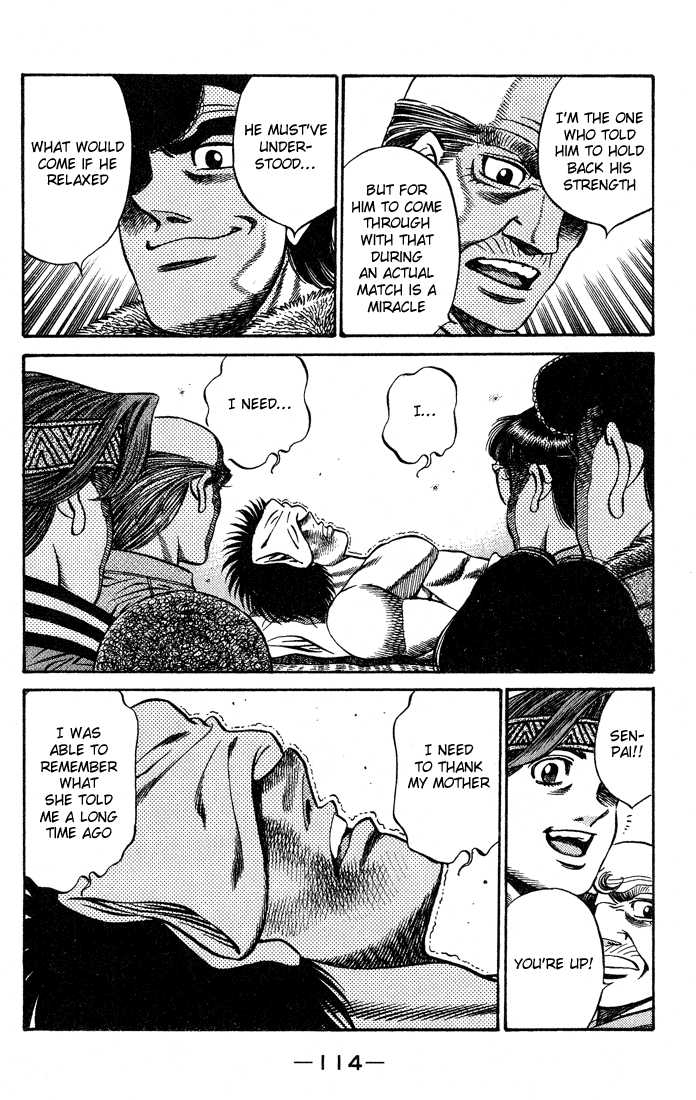 I'M THE ONE
WHO TOLD
HIM TO HOLD
BACK HIS
STRENGTH
BUT FOR
HIM TO COME
THROUGH
WITH THAT
DURING
AN ACTUAL
MATCH IS A
MIRACLE
HE MUST'VE
UNDER-
STOOD...
WHAT WOULD
COME IF HE
RELAXED
I...
I NEED...
SEN-
PAI!!
YOU'RE UP!
I NEED
TO THANK
MY MOTHER
I WAS
ABLE TO
REMEMBER
WHAT
SHE TOLD
ME A LONG
TIME AGO
—114—